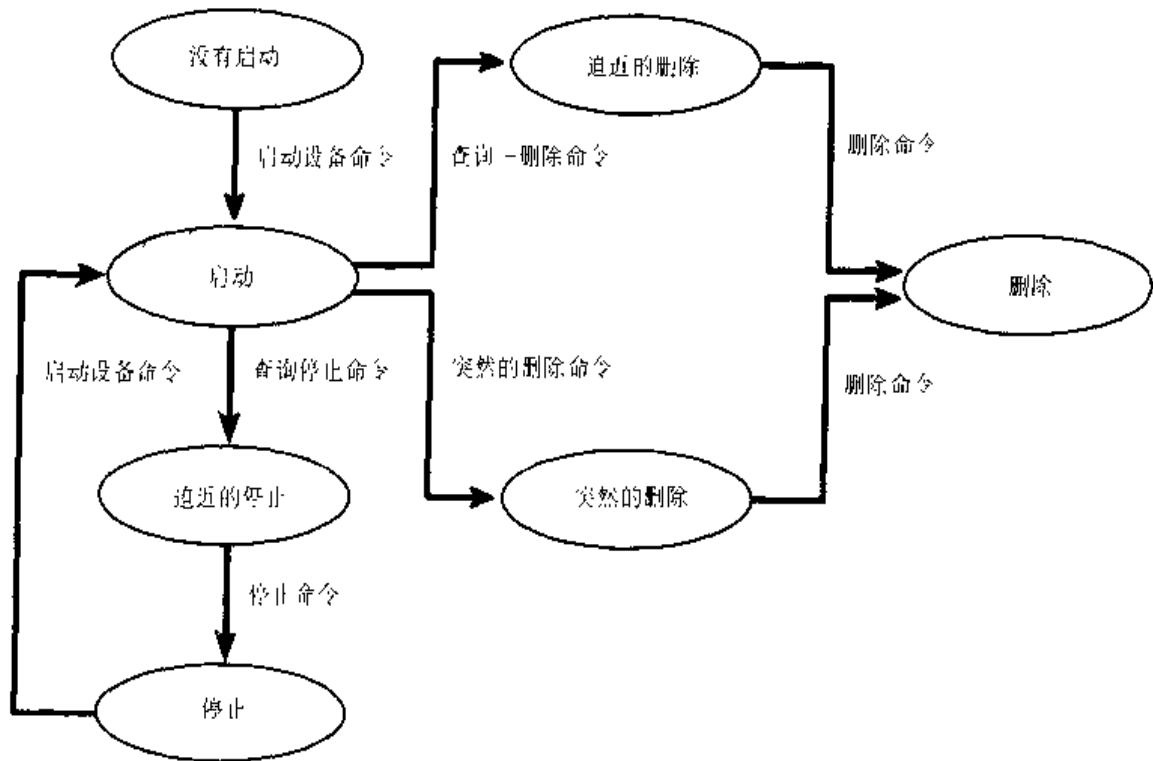 没有启动
迫近的删除
启动设备命令
查询-删除命令
删除命令
启动
删除
启动设备命令
查询停止命令
突然的删除命令
删除命令
迫近的停止
突然的删除
停止命令
停止